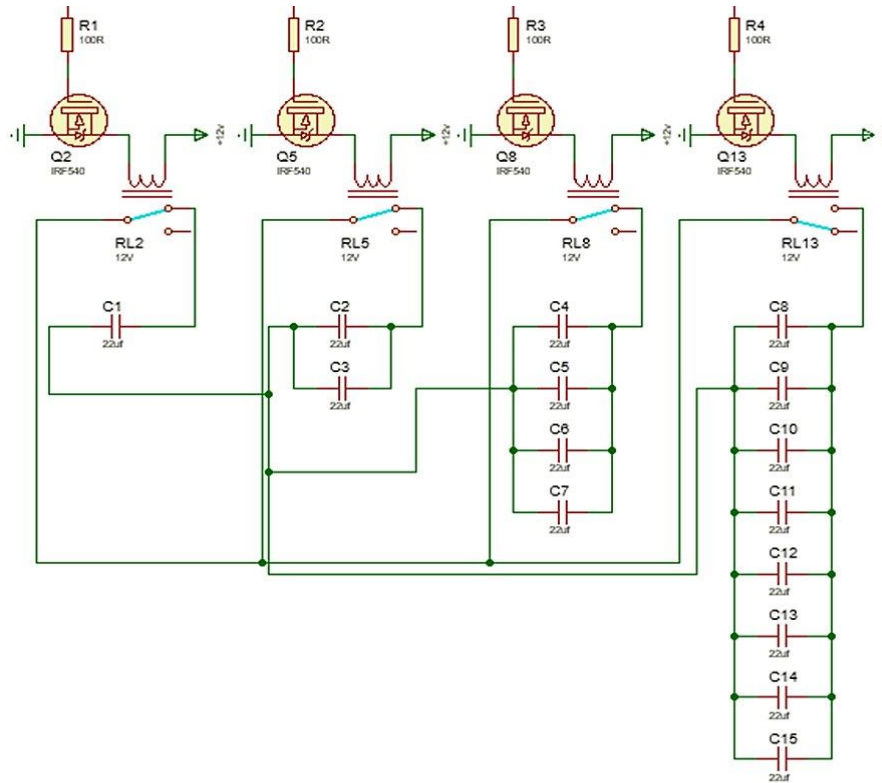 R1
100R
R2
100R
R3
100R
R4
100R
+12V
+12V
+12V
Q2
IRF540
Q5
IRF540
Q8
IRF540
Q13
IRF540
RL2
12V
RL5
12V
RL8
12V
RL13
12V
C1
22uf
C2
22uf
C3
22uf
C4
22uf
C5
22uf
C6
22uf
C7
22uf
C8
22uf
C9
22uf
C10
22uf
C11
22uf
C12
22uf
C13
22uf
C14
22uf
C15
22uf